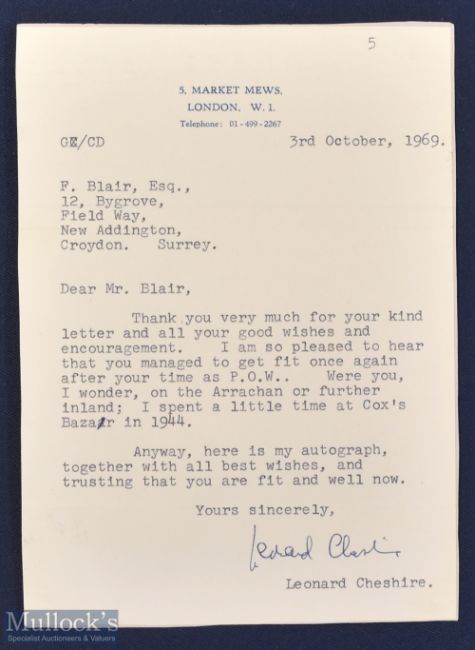 5
5, MARKET MEWS,
LONDON, W. 1.
Telephone: 01-499-2267
GE/CD 3rd October, 1969.
F. Blair, Esq.,
12, Bygrove,
Field Way,
New Addington,
Croydon. Surrey.
Dear Mr. Blair,
Thank you very much for your kind
letter and all your good wishes and
encouragement. I am so pleased to hear
that you managed to get fit once again
after your time as P.O.W.. Were you,
I wonder, on the Arrachan or further
inland; I spent a little time at Cox's
Bazar in 1944.
Anyway, here is my autograph,
together with all best wishes, and
trusting that you are fit and well now.
Yours sincerely,
Leonard Cheshire
Leonard Cheshire.
Mullock's
Specialist Auctioneers & Valuers